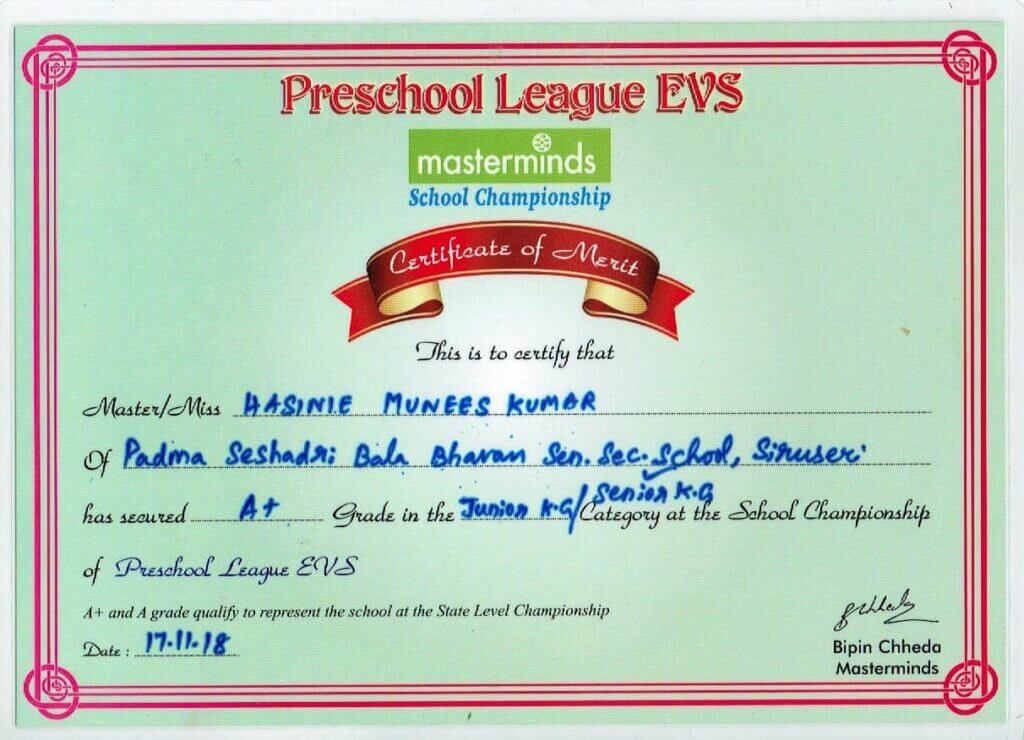 Preschool League EVS
masterminds
School Championship
Certificate of Merit
This is to certify that
Master/Miss HASINIE MUNEES KUMAR
Of Padma Seshadri Bala Bhavan Sen. Sec. School, Siruseri
has secured A+ Grade in the Junior K.G/ Senior K.G Category at the School Championship
of Preschool League EVS
A+ and A grade qualify to represent the school at the State Level Championship
Date : 17.11.18
Bipin Chheda
Masterminds